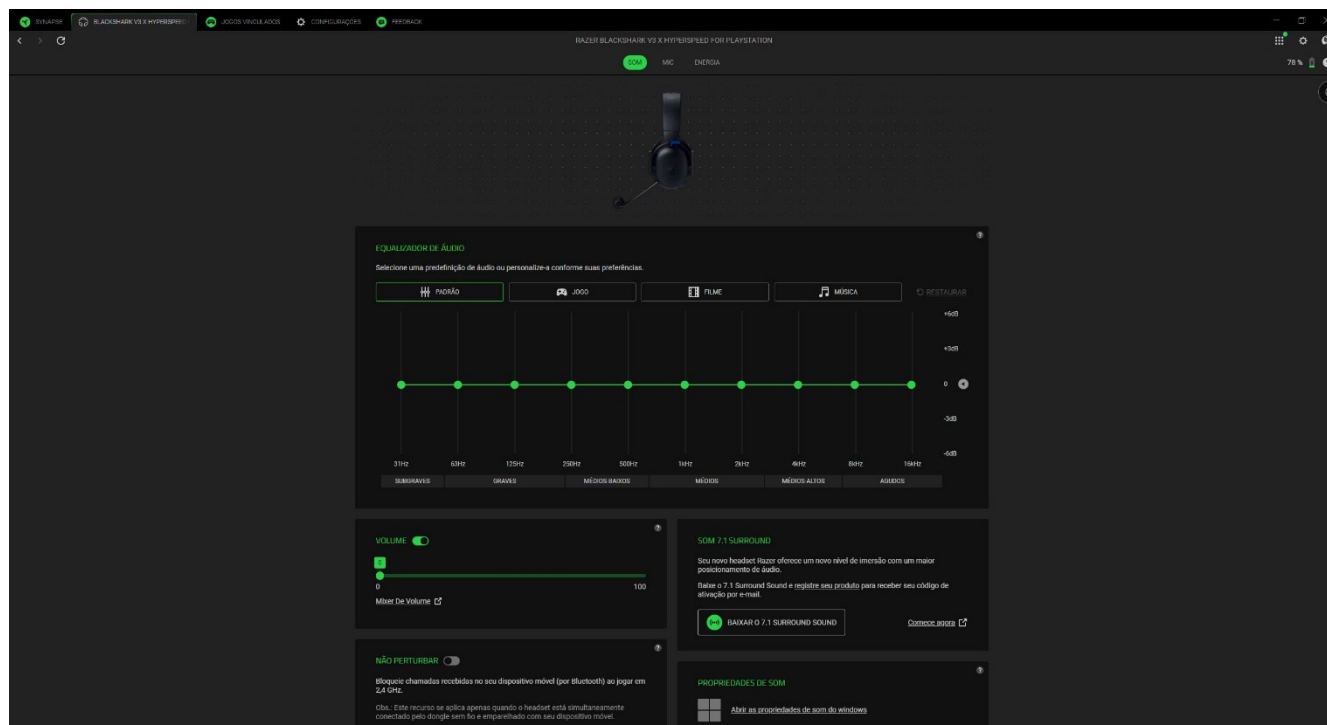 SYNAPSE
BLACKSHARK V3 X HYPERSPEED
JOGOS VINCULADOS
CONFIGURAÇÕES
FEEDBACK
RAZER BLACKSHARK V3 X HYPERSPEED FOR PLAYSTATION
SOM MIC ENERGIA
78 %
EQUALIZADOR DE ÁUDIO
Selecione uma predefinição de áudio ou personalize-a conforme suas preferências.
PADRÃO JOGO FILME MÚSICA RESTAURAR
+6dB
+3dB
0
-3dB
-6dB
31Hz 63Hz 125Hz 250Hz 500Hz 1kHz 2kHz 4kHz 8kHz 16kHz
SUBGRAVES GRAVES MÉDIOS-BAIXOS MÉDIOS MÉDIOS-ALTOS AGUDOS
VOLUME
0
0 100
Mixer De Volume
NÃO PERTURBAR
Bloqueie chamadas recebidas no seu dispositivo móvel (por Bluetooth) ao jogar em
2,4 GHz.
Obs.: Este recurso se aplica apenas quando o headset está simultaneamente
conectado pelo dongle sem fio e emparelhado com seu dispositivo móvel.
SOM 7.1 SURROUND
Seu novo headset Razer oferece um novo nível de imersão com um maior
posicionamento de áudio.
Baixe o 7.1 Surround Sound e registre seu produto para receber seu código de
ativação por e-mail.
BAIXAR O 7.1 SURROUND SOUND
Comece agora
PROPRIEDADES DE SOM
Abrir as propriedades de som do windows